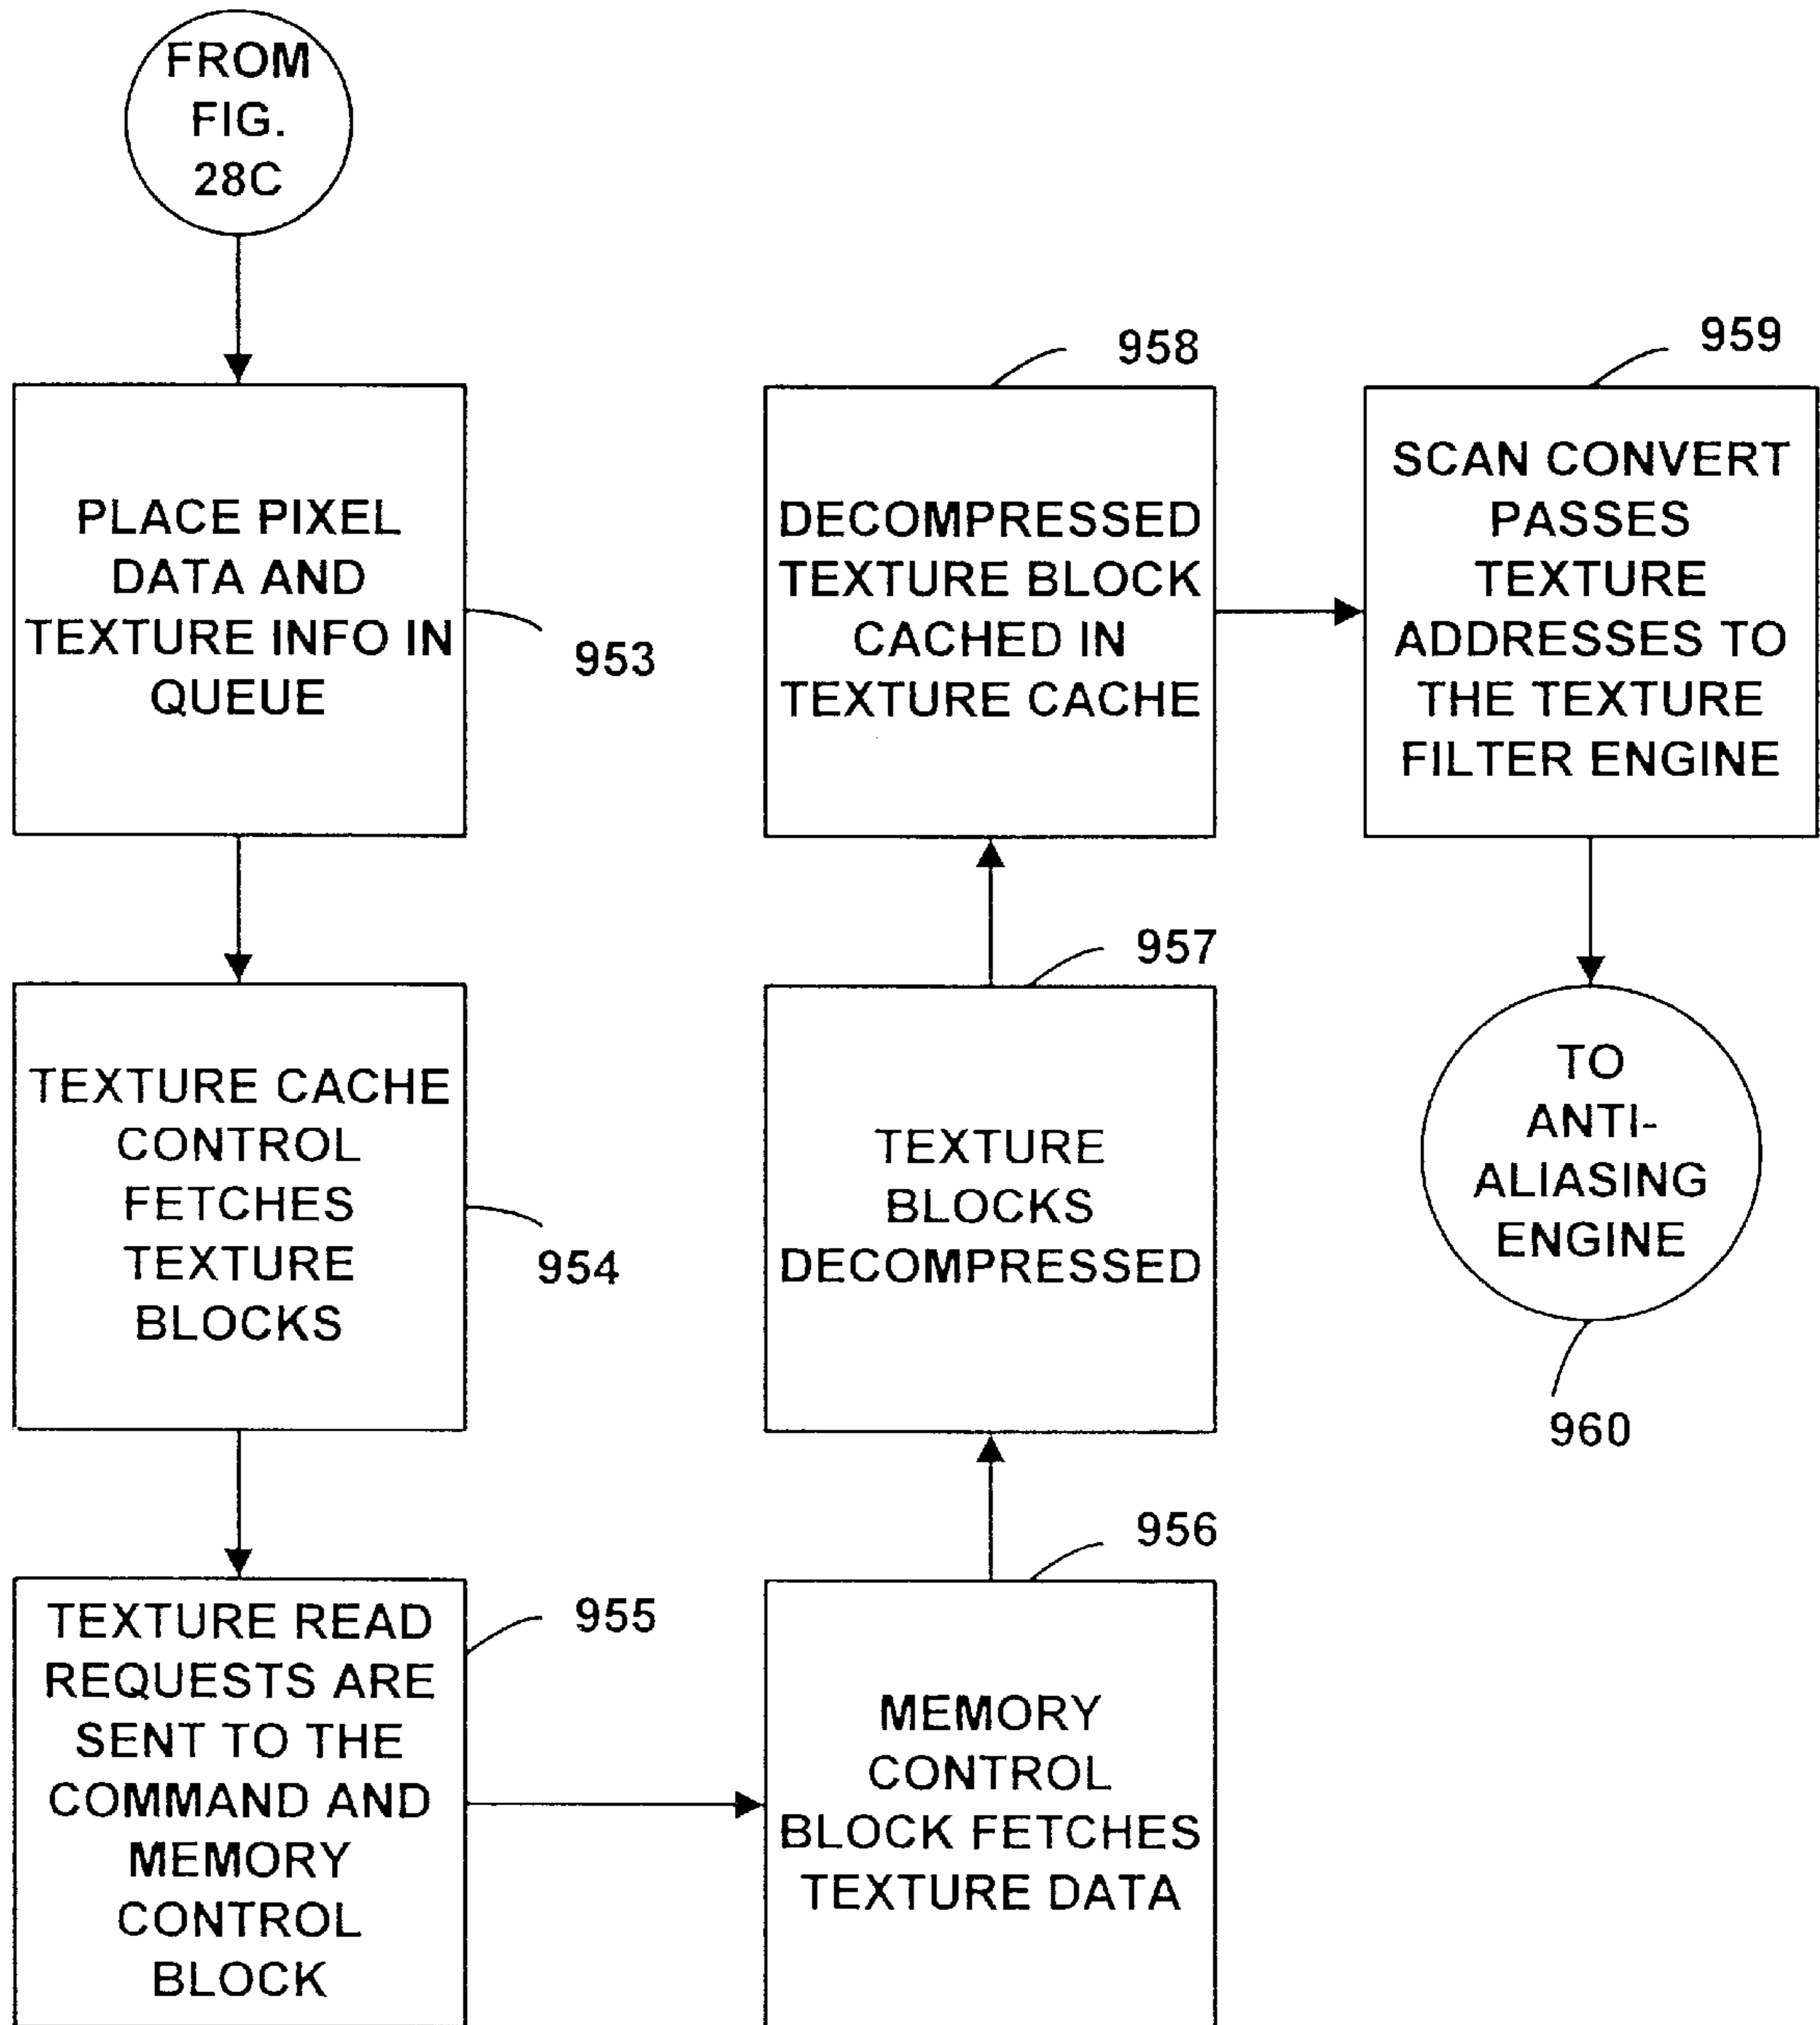 FROM
FIG.
28C
PLACE PIXEL
DATA AND
TEXTURE INFO IN
QUEUE
953
TEXTURE CACHE
CONTROL
FETCHES
TEXTURE
BLOCKS
954
TEXTURE READ
REQUESTS ARE
SENT TO THE
COMMAND AND
MEMORY
CONTROL
BLOCK
955
956
MEMORY
CONTROL
BLOCK FETCHES
TEXTURE DATA
957
TEXTURE
BLOCKS
DECOMPRESSED
958
DECOMPRESSED
TEXTURE BLOCK
CACHED IN
TEXTURE CACHE
959
SCAN CONVERT
PASSES
TEXTURE
ADDRESSES TO
THE TEXTURE
FILTER ENGINE
TO
ANTI-
ALIASING
ENGINE
960